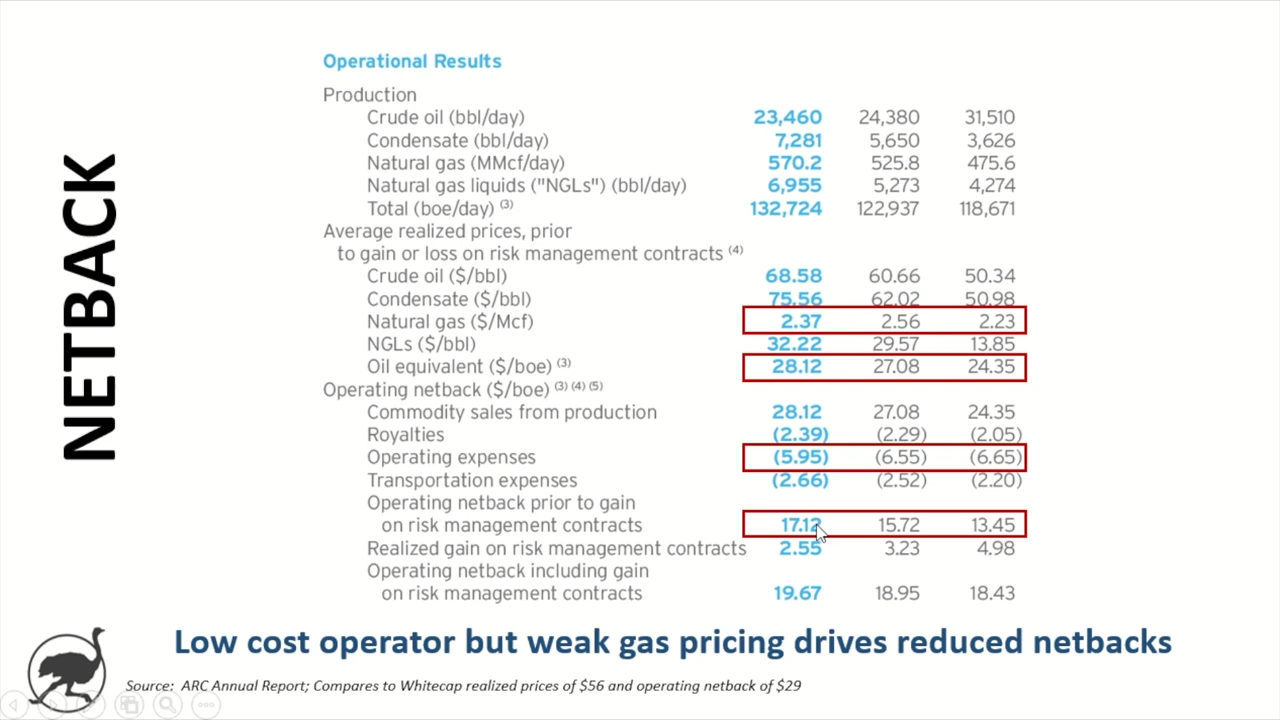 NETBACK
Operational Results
Production
Crude oil (bbl/day) 23,460 24,380 31,510
Condensate (bbl/day) 7,281 5,650 3,626
Natural gas (MMcf/day) 570.2 525.8 475.6
Natural gas liquids ("NGLs") (bbl/day) 6,955 5,273 4,274
Total (boe/day) (3) 132,724 122,937 118,671
Average realized prices, prior
to gain or loss on risk management contracts (4)
Crude oil ($/bbl) 68.58 60.66 50.34
Condensate ($/bbl) 75.56 62.02 50.98
Natural gas ($/Mcf) 2.37 2.56 2.23
NGLs ($/bbl) 32.22 29.57 13.85
Oil equivalent ($/boe) (3) 28.12 27.08 24.35
Operating netback ($/boe) (3) (4) (5)
Commodity sales from production 28.12 27.08 24.35
Royalties (2.39) (2.29) (2.05)
Operating expenses (5.95) (6.55) (6.65)
Transportation expenses (2.66) (2.52) (2.20)
Operating netback prior to gain
on risk management contracts 17.12 15.72 13.45
Realized gain on risk management contracts 2.55 3.23 4.98
Operating netback including gain
on risk management contracts 19.67 18.95 18.43
Low cost operator but weak gas pricing drives reduced netbacks
Source: ARC Annual Report; Compares to Whitecap realized prices of $56 and operating netback of $29